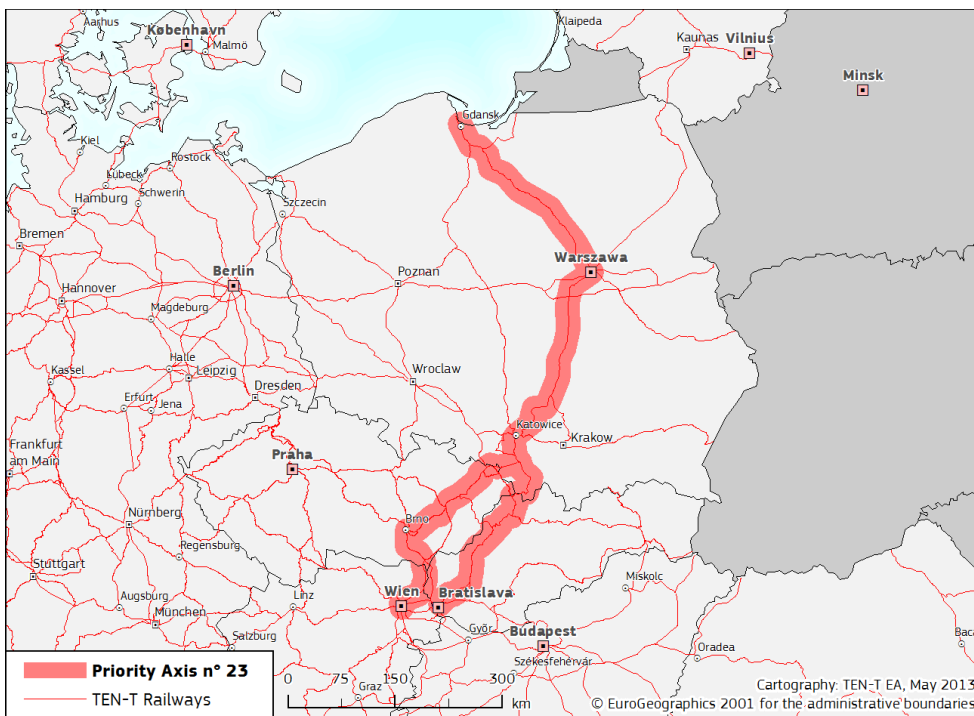 Aarhus
København
Malmö
Klaipeda
Kaunas
Vilnius
Minsk
Gdansk
Kiel
Rostock
Lübeck
Schwerin
Hamburg
Szczecin
Bremen
Berlin
Poznan
Warszawa
Hannover
Magdeburg
Halle
Leipzig
Kassel
Wroclaw
Dresden
Erfurt
Jena
Katowice
Krakow
Frankfurt
am Main
Praha
Nürnberg
Brno
Regensburg
Stuttgart
Miskolc
Augsburg
Linz
Wien
Bratislava
München
Győr
Budapest
Salzburg
Oradea
Baca
Székesfehérvár
Graz
Priority Axis n° 23
TEN-T Railways
0 75 150 300
km
Cartography: TEN-T EA, May 2013
© EuroGeographics 2001 for the administrative boundaries